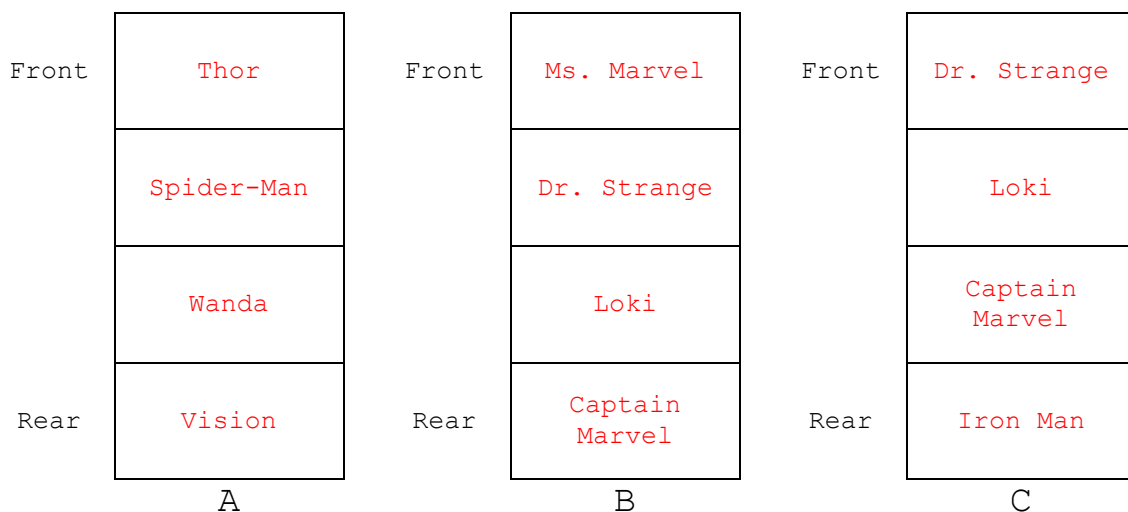 Front Thor Front Ms. Marvel Front Dr. Strange
Spider-Man Dr. Strange Loki
Wanda Loki Captain
Marvel
Rear Vision Rear Captain
Marvel Rear Iron Man
A B C